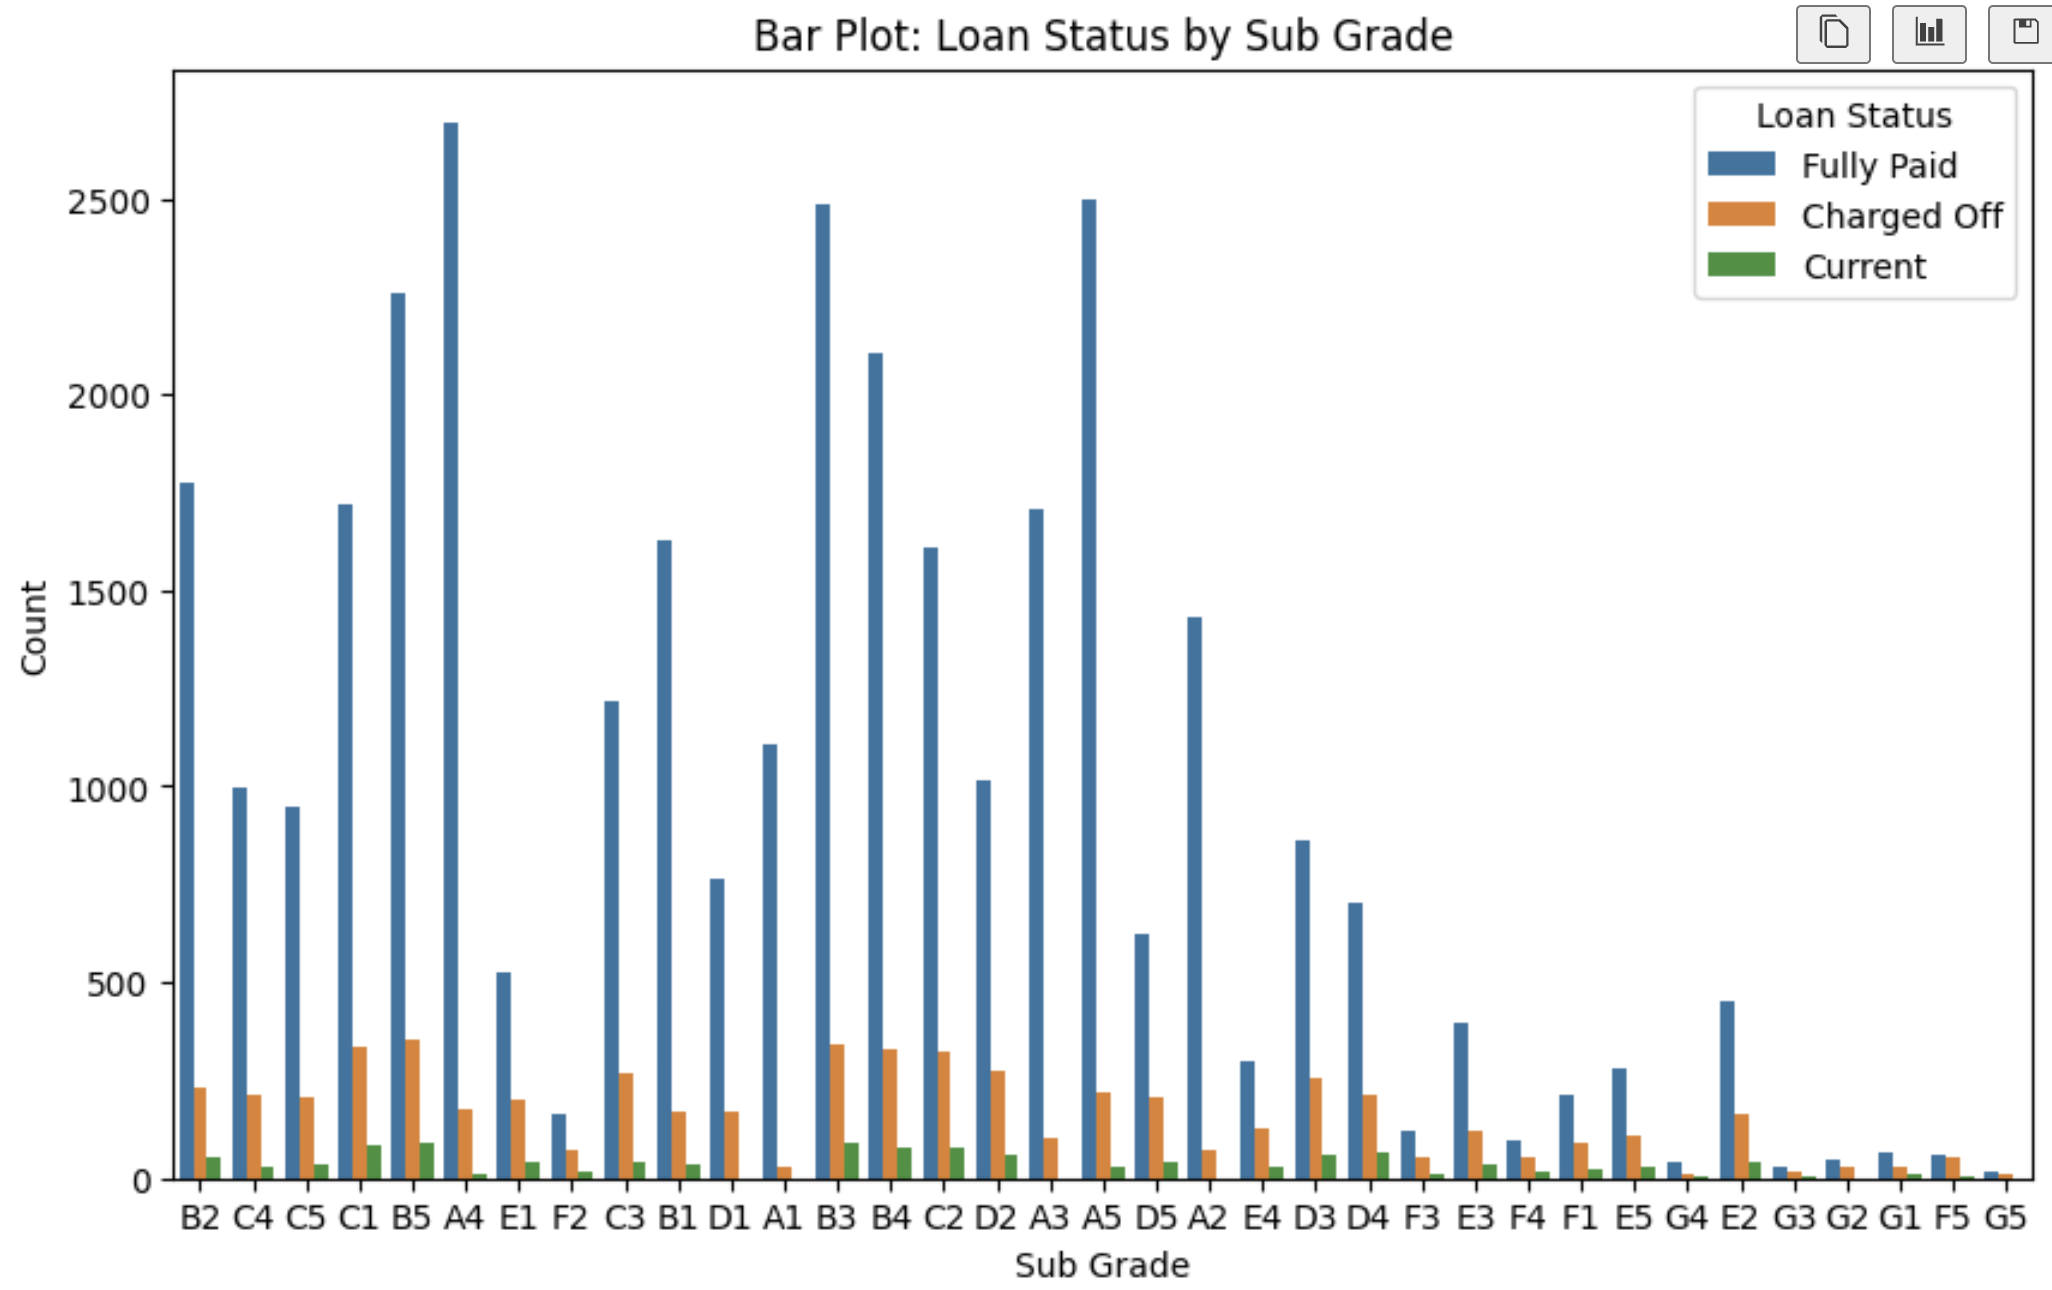 Bar Plot: Loan Status by Sub Grade
Loan Status
Fully Paid
Charged Off
Current
2500
2000
1500
1000
500
0
Count
B2 C4 C5 C1 B5 A4 E1 F2 C3 B1 D1 A1 B3 B4 C2 D2 A3 A5 D5 A2 E4 D3 D4 F3 E3 F4 F1 E5 G4 E2 G3 G2 G1 F5 G5
Sub Grade